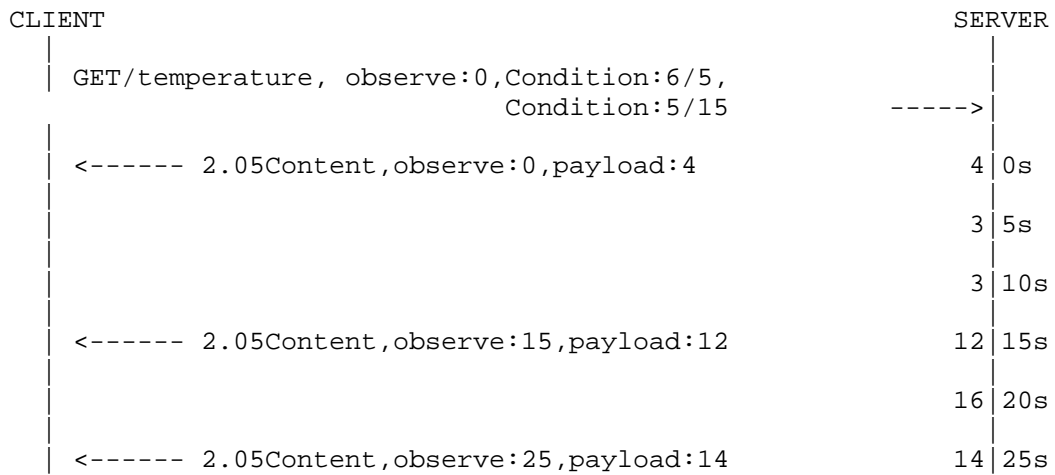 CLIENT SERVER
GET/temperature, observe:0,Condition:6/5,
Condition:5/15 ----->
<------ 2.05Content,observe:0,payload:4 4|0s
3|5s
3|10s
<------ 2.05Content,observe:15,payload:12 12|15s
16|20s
<------ 2.05Content,observe:25,payload:14 14|25s